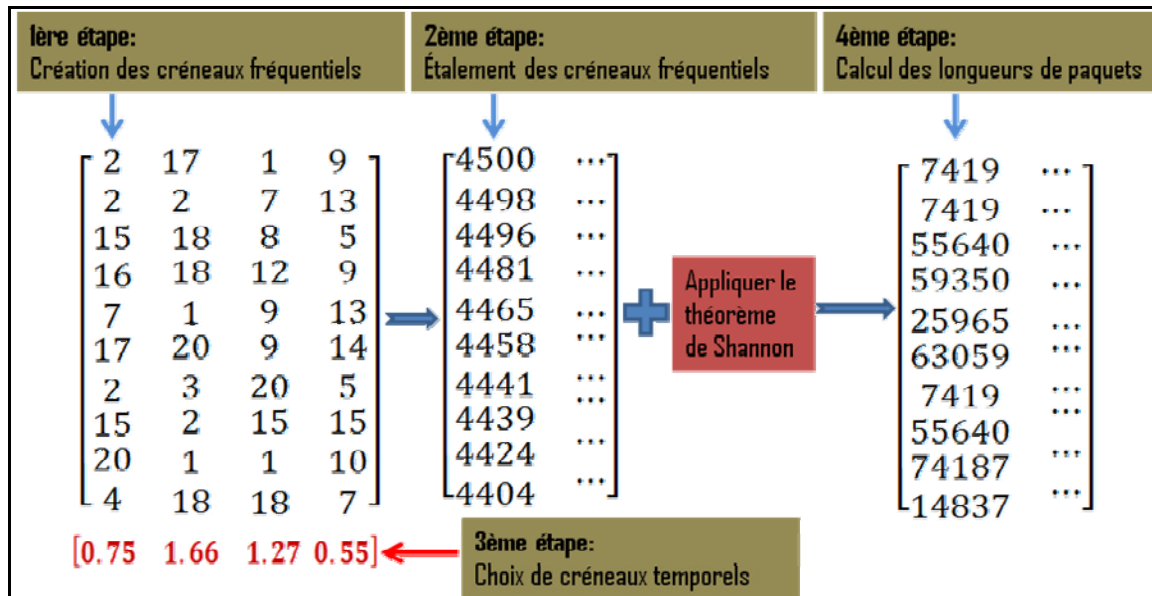 1ère étape:
Création des créneaux fréquentiels
2ème étape:
Étalement des créneaux fréquentiels
4ème étape:
Calcul des longueurs de paquets
2 17 1 9
2 2 7 13
15 18 8 5
16 18 12 9
7 1 9 13
17 20 9 14
2 3 20 5
15 2 15 15
20 1 1 10
4 18 18 7
4500 ...
4498 ...
4496 ...
4481 ...
4465 ...
4458 ...
4441 ...
4439 ...
4424 ...
4404 ...
Appliquer le
théorème
de Shannon
7419 ...
7419 ...
55640 ...
59350 ...
25965 ...
63059 ...
7419 ...
55640 ...
74187 ...
14837 ...
[0.75 1.66 1.27 0.55]
3ème étape:
Choix de créneaux temporels